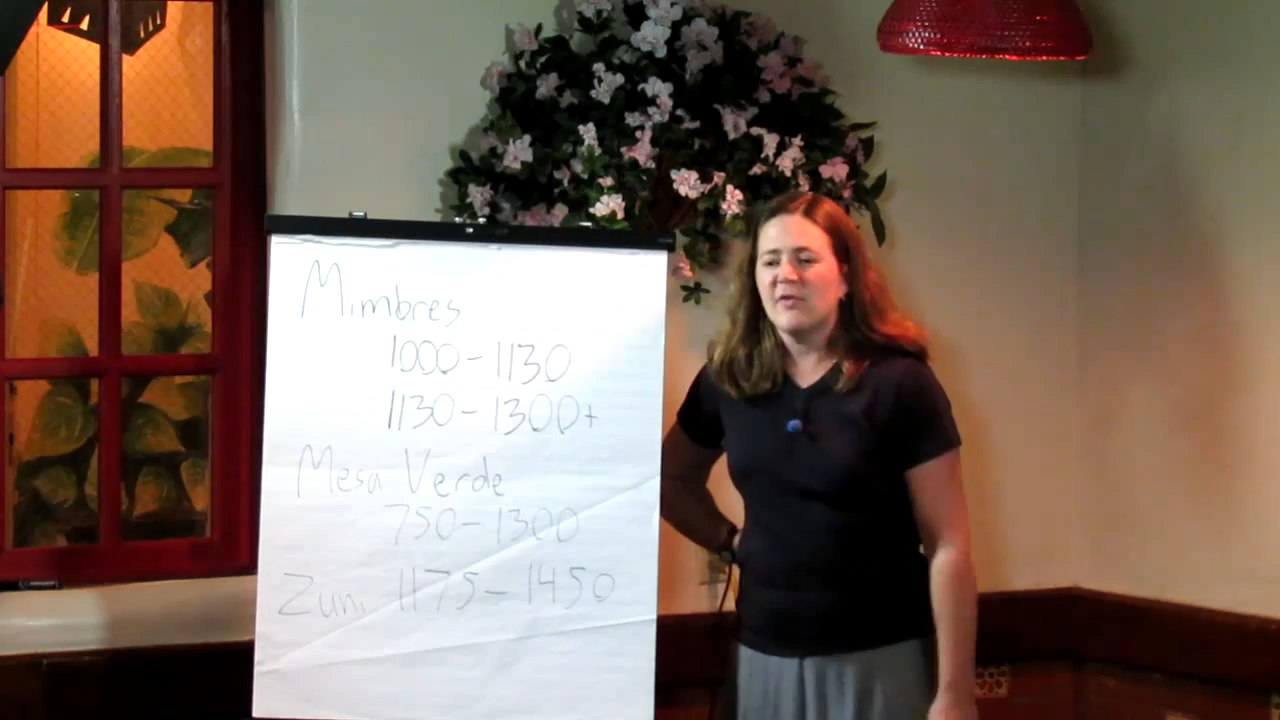 Mimbres
1000-1130
1130-1300+
Mesa Verde
750-1300
Zuni 1175-1450